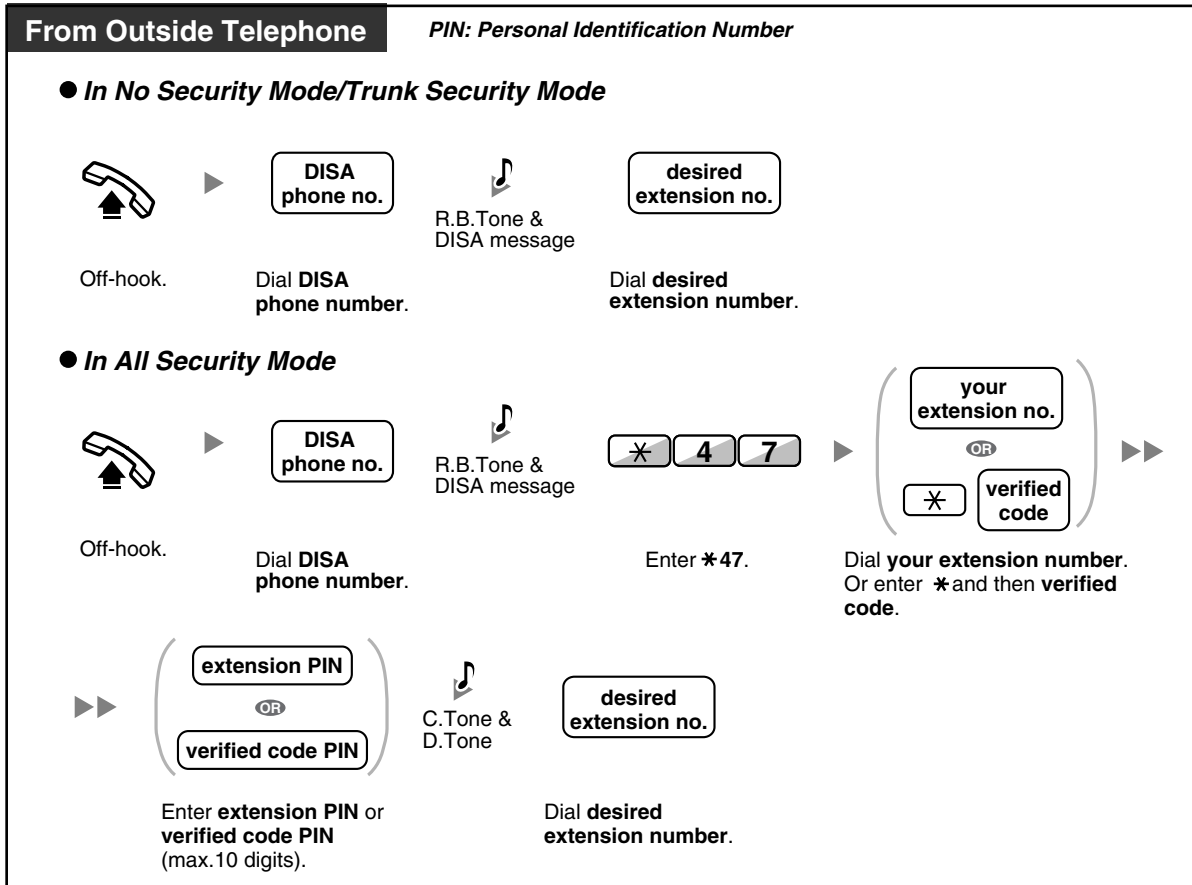 From Outside Telephone
PIN: Personal Identification Number
● In No Security Mode/Trunk Security Mode
DISA
phone no.
R.B.Tone &
DISA message
desired
extension no.
Off-hook.
Dial DISA
phone number.
Dial desired
extension number.
● In All Security Mode
DISA
phone no.
R.B.Tone &
DISA message
* 4 7
your
extension no.
OR
* verified
code
Off-hook.
Dial DISA
phone number.
Enter *47.
Dial your extension number.
Or enter * and then verified
code.
extension PIN
OR
verified code PIN
C.Tone &
D.Tone
desired
extension no.
Enter extension PIN or
verified code PIN
(max.10 digits).
Dial desired
extension number.